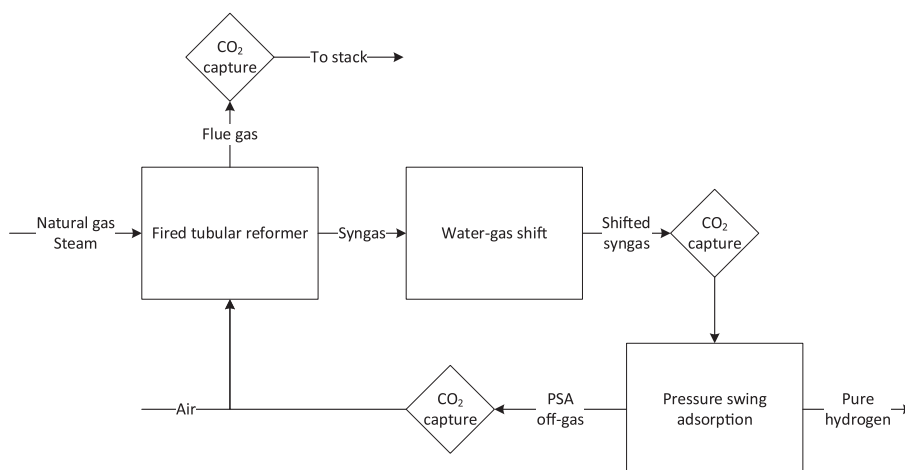 CO2
capture
To stack
Flue gas
Natural gas
Steam
Fired tubular reformer
Syngas
Water-gas shift
Shifted
syngas
CO2
capture
Air
CO2
capture
PSA
off-gas
Pressure swing
adsorption
Pure
hydrogen